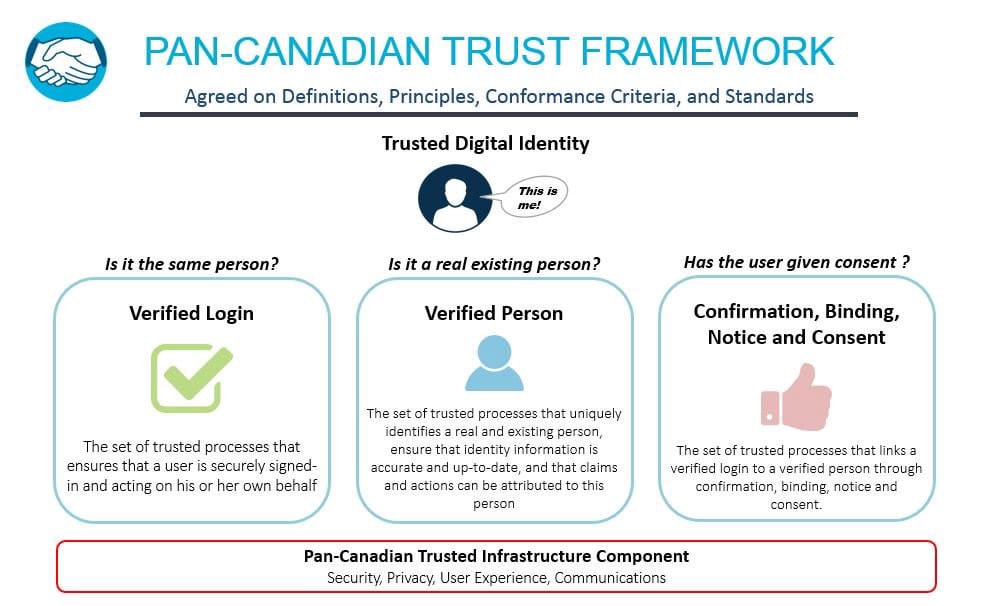 PAN-CANADIAN TRUST FRAMEWORK
Agreed on Definitions, Principles, Conformance Criteria, and Standards
Trusted Digital Identity
This is
me!
Is it the same person?
Verified Login
The set of trusted processes that
ensures that a user is securely signed-
in and acting on his or her own behalf
Is it a real existing person?
Verified Person
The set of trusted processes that uniquely
identifies a real and existing person,
ensure that identity information is
accurate and up-to-date, and that claims
and actions can be attributed to this
person
Has the user given consent ?
Confirmation, Binding,
Notice and Consent
The set of trusted processes that links a
verified login to a verified person through
confirmation, binding, notice and
consent.
Pan-Canadian Trusted Infrastructure Component
Security, Privacy, User Experience, Communications